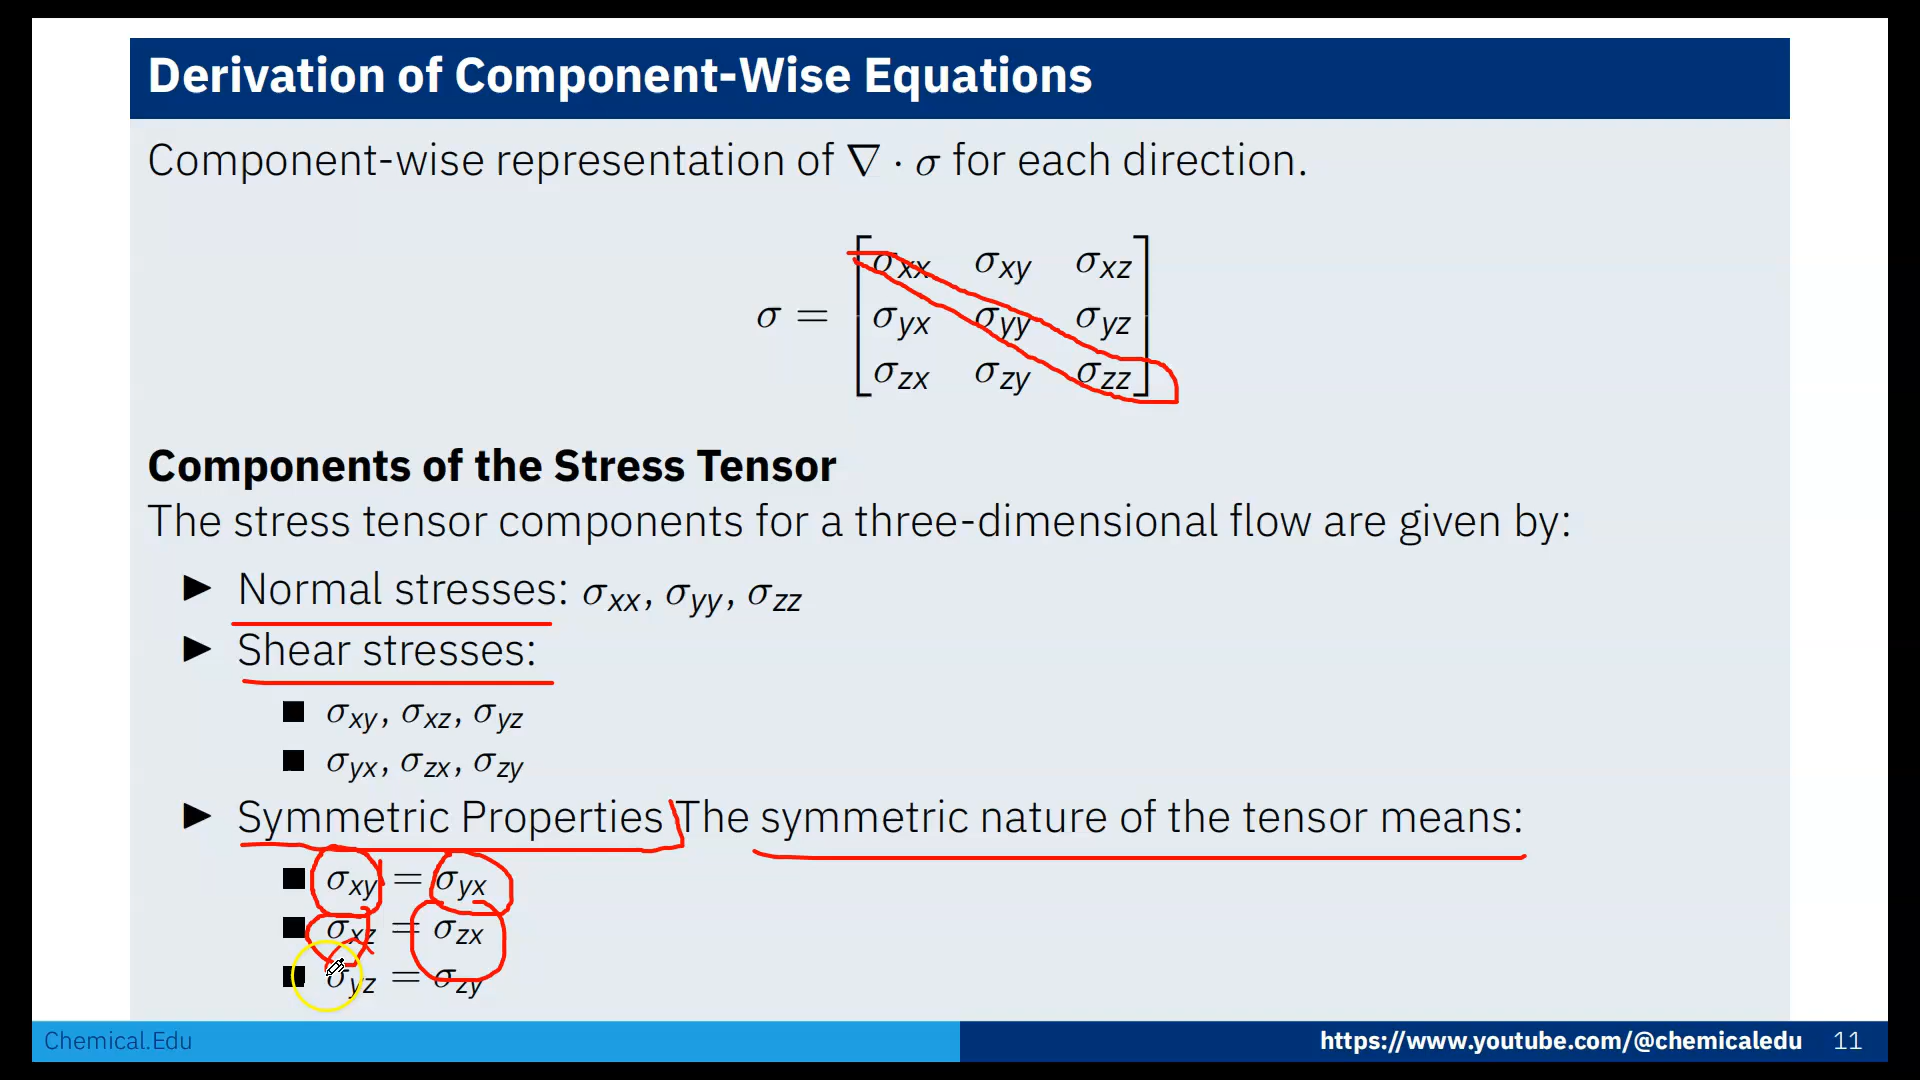 Derivation of Component-Wise Equations
Component-wise representation of ∇ · σ for each direction.
σ = [σxx σxy σxz
σyx σyy σyz
σzx σzy σzz]
Components of the Stress Tensor
The stress tensor components for a three-dimensional flow are given by:
▶ Normal stresses: σxx, σyy, σzz
▶ Shear stresses:
■ σxy, σxz, σyz
■ σyx, σzx, σzy
▶ Symmetric Properties The symmetric nature of the tensor means:
■ σxy = σyx
■ σxz = σzx
■ σyz = σzy
Chemical.Edu https://www.youtube.com/@chemicaledu 11